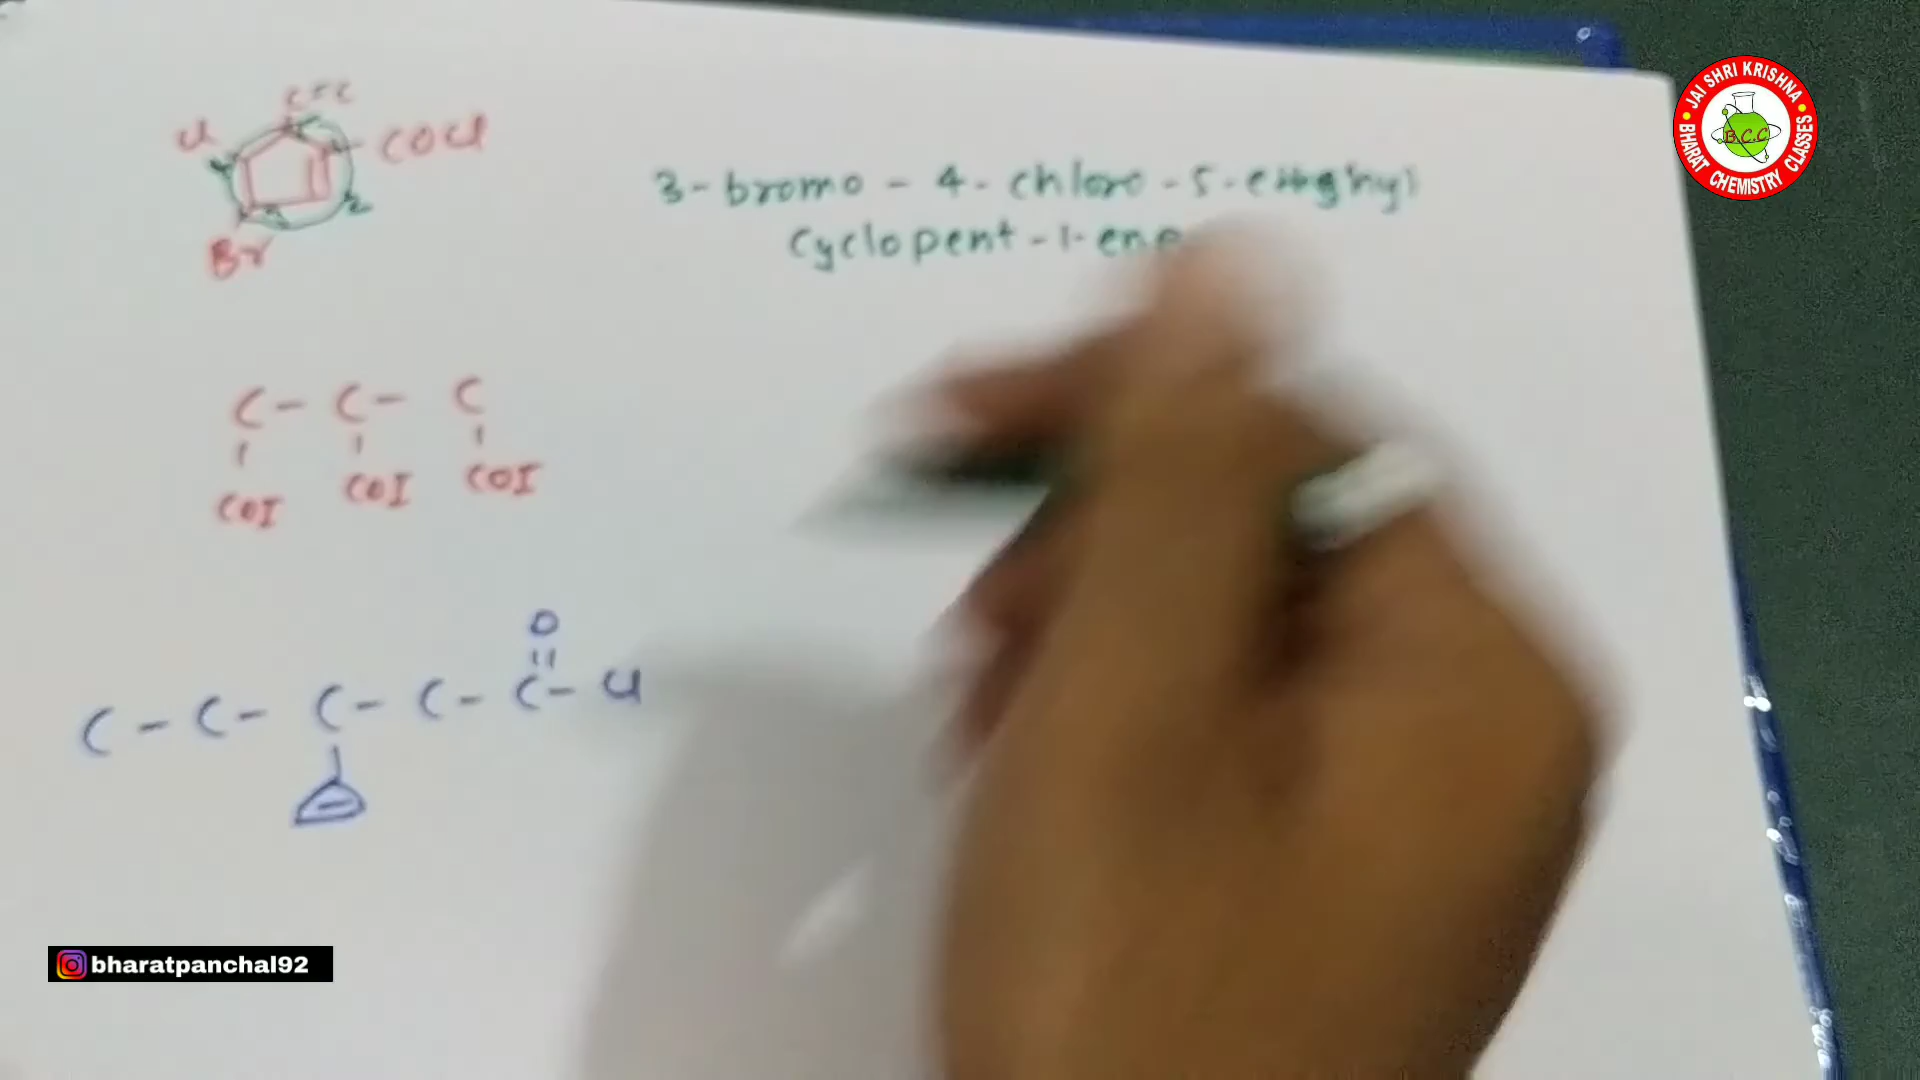 C≡C
Cl
COCl
2
Br
3-bromo-4-chloro-5-ethynyl
Cyclopent-1-ene
C - C - C
COI COI COI
O
C - C - C - C - C - Cl
JAI SHRI KRISHNA
B.C.C
BHARAT CHEMISTRY CLASSES
bharatpanchal92